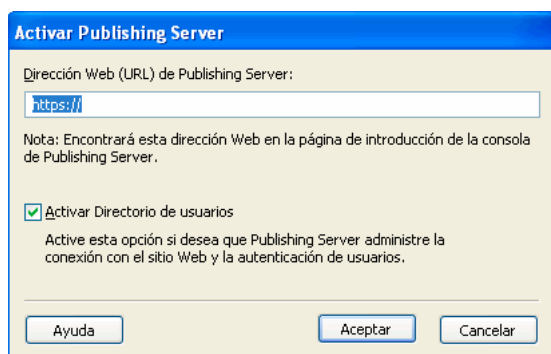 Activar Publishing Server
Dirección Web (URL) de Publishing Server:
https://
Nota: Encontrará esta dirección Web en la página de introducción de la consola
de Publishing Server.
Activar Directorio de usuarios
Active esta opción si desea que Publishing Server administre la
conexión con el sitio Web y la autenticación de usuarios.
Ayuda
Aceptar
Cancelar